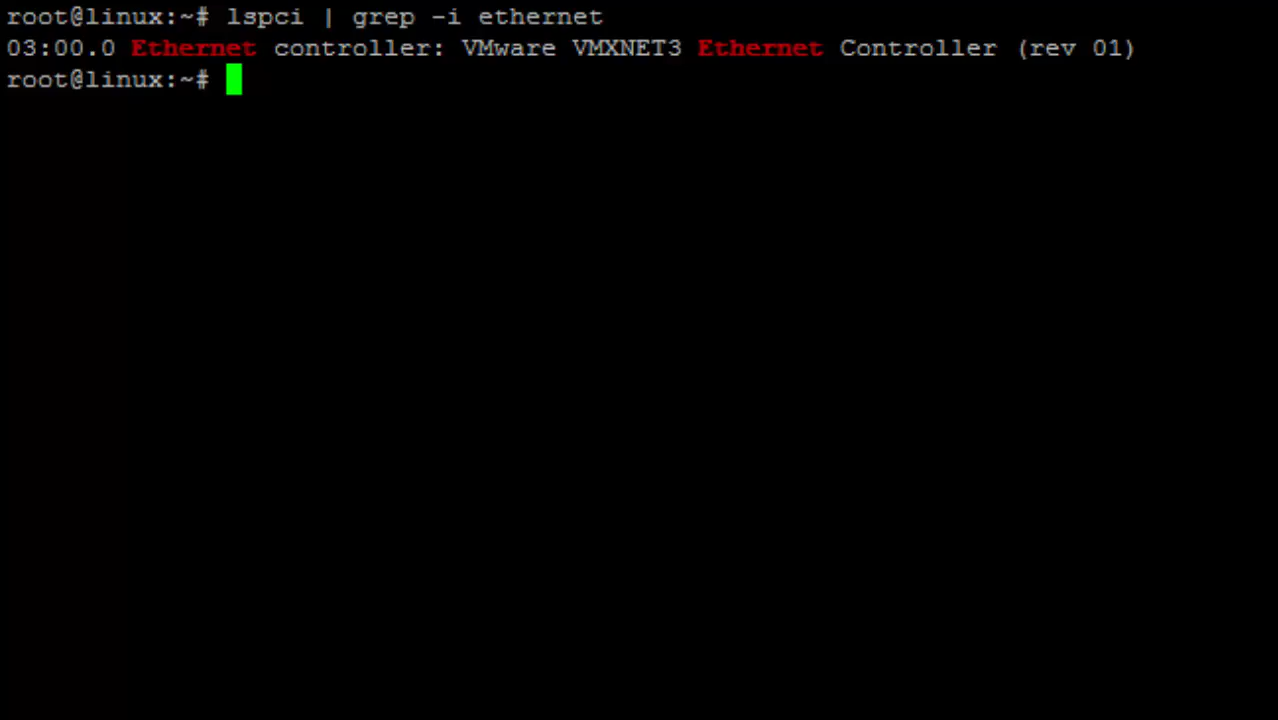 root@linux:~# lspci | grep -i ethernet
03:00.0 Ethernet controller: VMware VMXNET3 Ethernet Controller (rev 01)
root@linux:~#